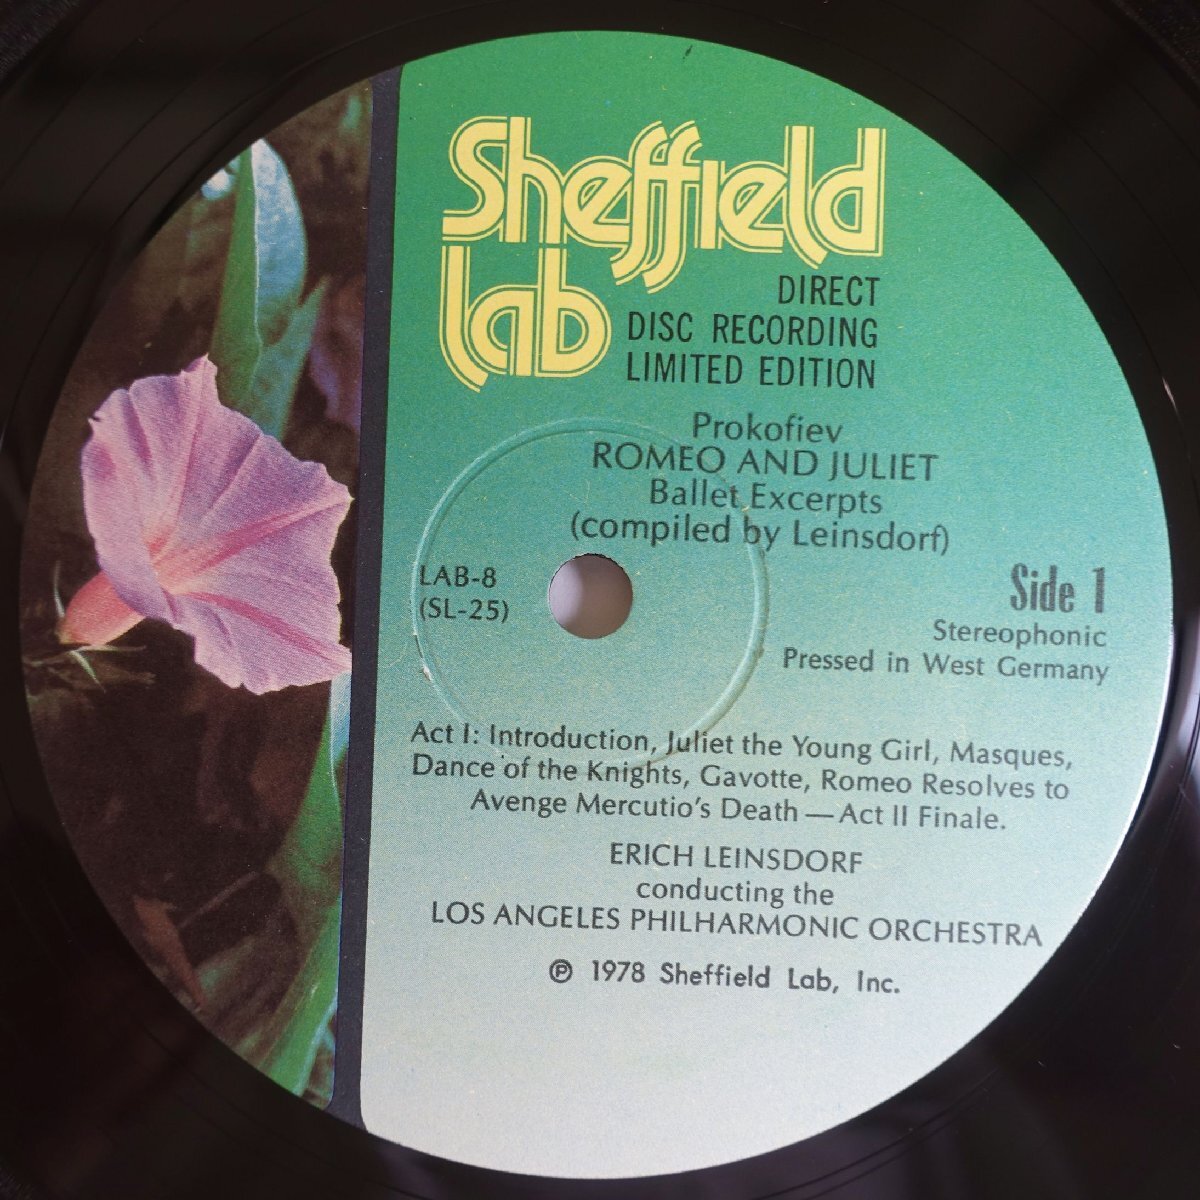 Sheffield
Lab
DIRECT
DISC RECORDING
LIMITED EDITION
Prokofiev
ROMEO AND JULIET
Ballet Excerpts
(compiled by Leinsdorf)
LAB-8
(SL-25)
Side 1
Stereophonic
Pressed in West Germany
Act I: Introduction, Juliet the Young Girl, Masques,
Dance of the Knights, Gavotte, Romeo Resolves to
Avenge Mercutio's Death — Act II Finale.
ERICH LEINSDORF
conducting the
LOS ANGELES PHILHARMONIC ORCHESTRA
℗ 1978 Sheffield Lab, Inc.